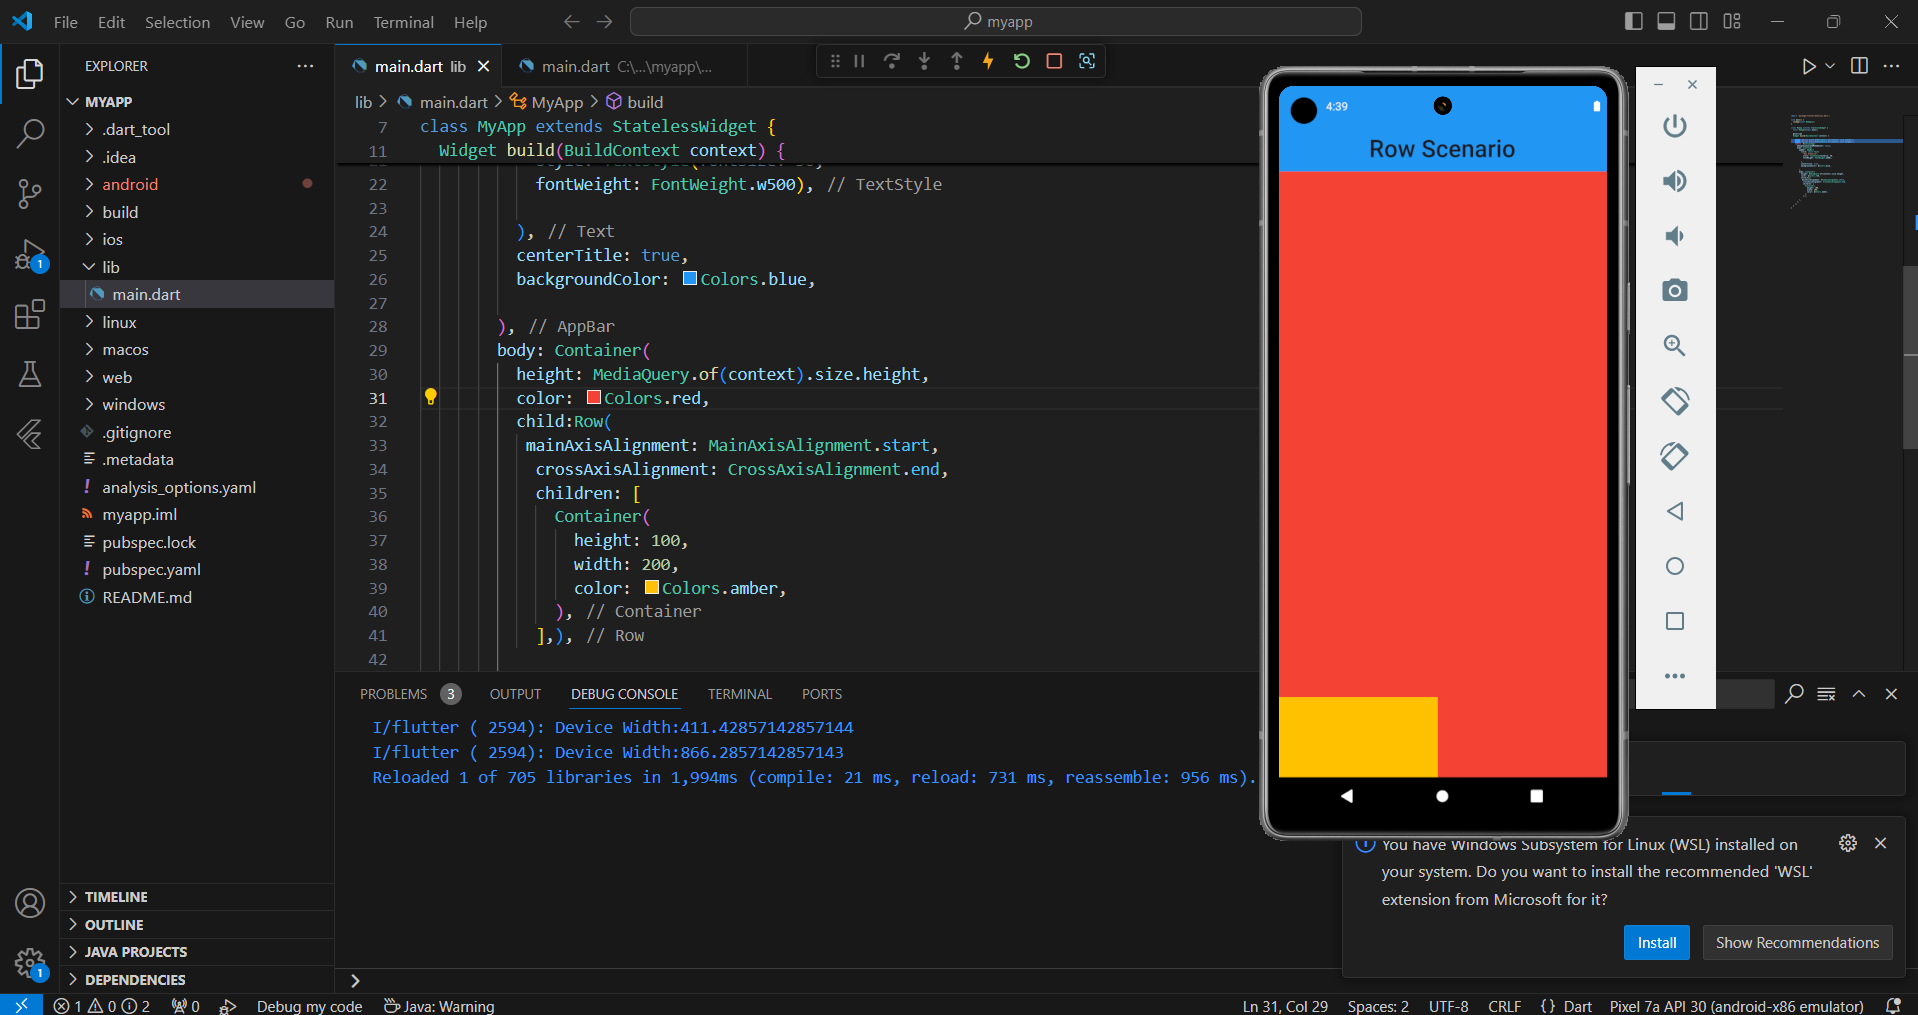 File Edit Selection View Go Run Terminal Help
myapp
EXPLORER
MYAPP
.dart_tool
.idea
android
build
ios
lib
main.dart
linux
macos
web
windows
.gitignore
.metadata
analysis_options.yaml
myapp.iml
pubspec.lock
pubspec.yaml
README.md
TIMELINE
OUTLINE
JAVA PROJECTS
DEPENDENCIES
main.dart lib
main.dart C:\...\myapp\...
lib > main.dart > MyApp > build
7 class MyApp extends StatelessWidget {
11 Widget build(BuildContext context) {
22 fontWeight: FontWeight.w500), // TextStyle
23
24 ), // Text
25 centerTitle: true,
26 backgroundColor: Colors.blue,
27
28 ), // AppBar
29 body: Container(
30 height: MediaQuery.of(context).size.height,
31 color: Colors.red,
32 child:Row(
33 mainAxisAlignment: MainAxisAlignment.start,
34 crossAxisAlignment: CrossAxisAlignment.end,
35 children: [
36 Container(
37 height: 100,
38 width: 200,
39 color: Colors.amber,
40 ), // Container
41 ],), // Row
42
PROBLEMS 3 OUTPUT DEBUG CONSOLE TERMINAL PORTS
I/flutter ( 2594): Device Width:411.42857142857144
I/flutter ( 2594): Device Width:866.2857142857143
Reloaded 1 of 705 libraries in 1,994ms (compile: 21 ms, reload: 731 ms, reassemble: 956 ms).
4:39
Row Scenario
You have Windows Subsystem for Linux (WSL) installed on
your system. Do you want to install the recommended 'WSL'
extension from Microsoft for it?
Install Show Recommendations
1
1
1 0 2 0 Debug my code Java: Warning
Ln 31, Col 29 Spaces: 2 UTF-8 CRLF {} Dart Pixel 7a API 30 (android-x86 emulator)